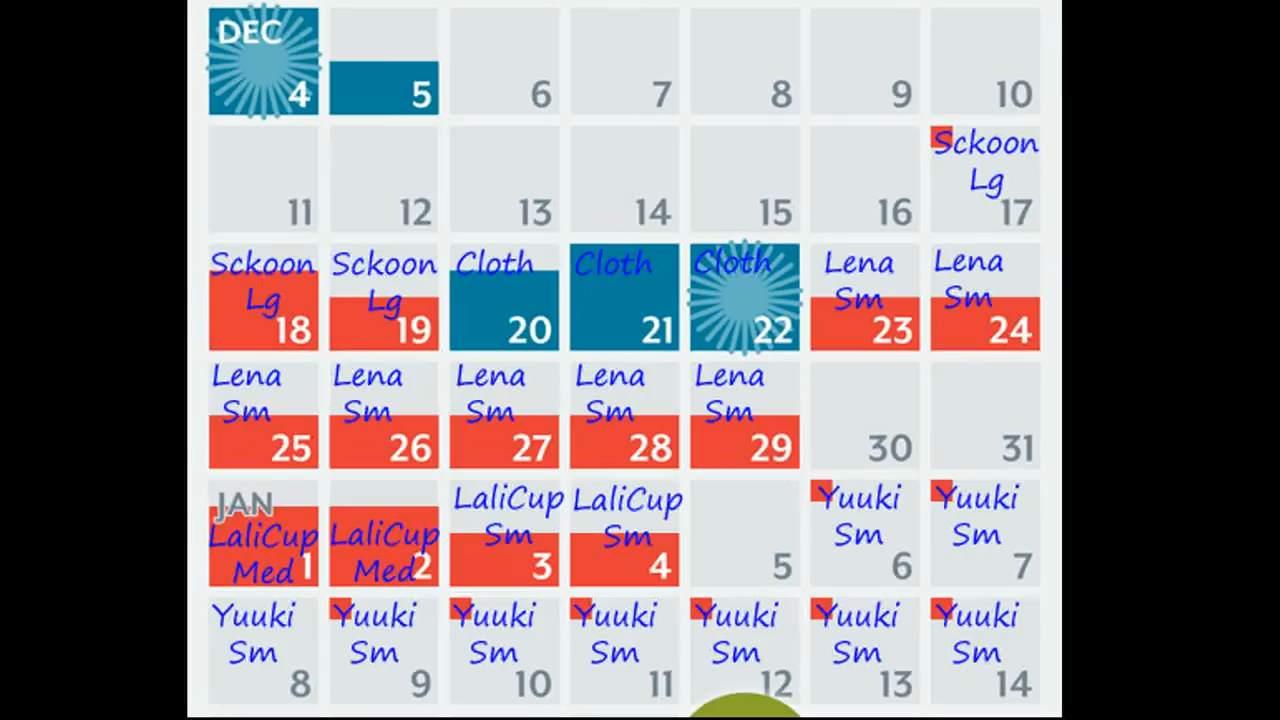 DEC
4 5 6 7 8 9 10
Sckoon
Lg
11 12 13 14 15 16 17
Sckoon Sckoon Cloth Cloth Cloth Lena Lena
Lg Lg Sm Sm
18 19 20 21 22 23 24
Lena Lena Lena Lena Lena
Sm Sm Sm Sm Sm
25 26 27 28 29 30 31
JAN LaliCup LaliCup Yuuki Yuuki
LaliCup LaliCup Sm Sm Sm Sm
Med Med
1 2 3 4 5 6 7
Yuuki Yuuki Yuuki Yuuki Yuuki Yuuki Yuuki
Sm Sm Sm Sm Sm Sm Sm
8 9 10 11 12 13 14